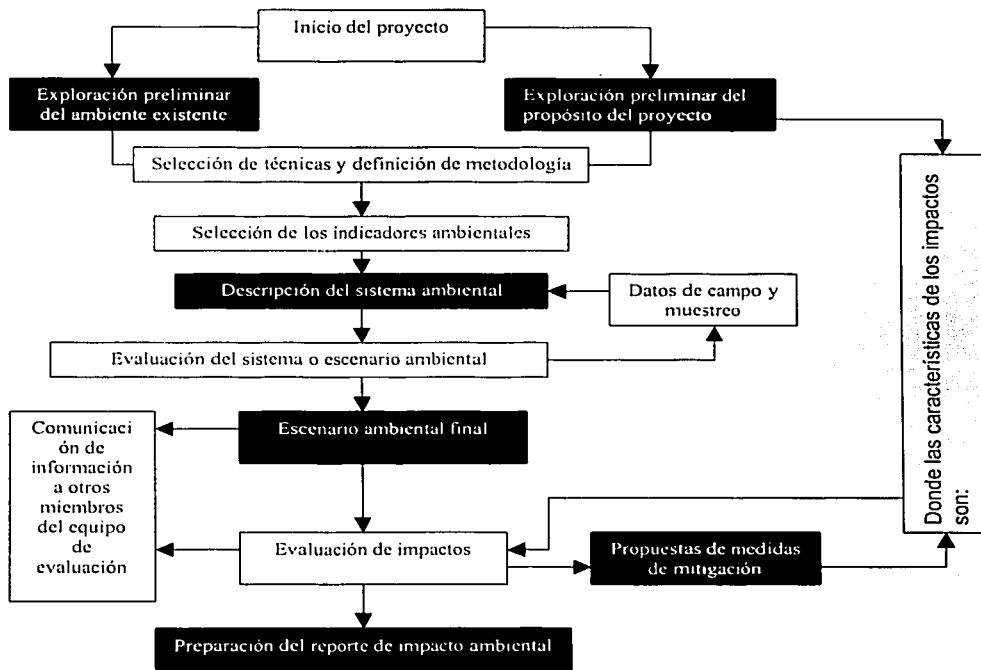 Inicio del proyecto
Exploración preliminar
del ambiente existente
Exploración preliminar del
propósito del proyecto
Selección de técnicas y definición de metodología
Selección de los indicadores ambientales
Descripción del sistema ambiental
Datos de campo y
muestreo
Evaluación del sistema o escenario ambiental
Escenario ambiental final
Comunicaci
ón de
información
a otros
miembros
del equipo
de
evaluación
Evaluación de impactos
Propuestas de medidas
de mitigación
Preparación del reporte de impacto ambiental
Donde las características de los impactos
son: